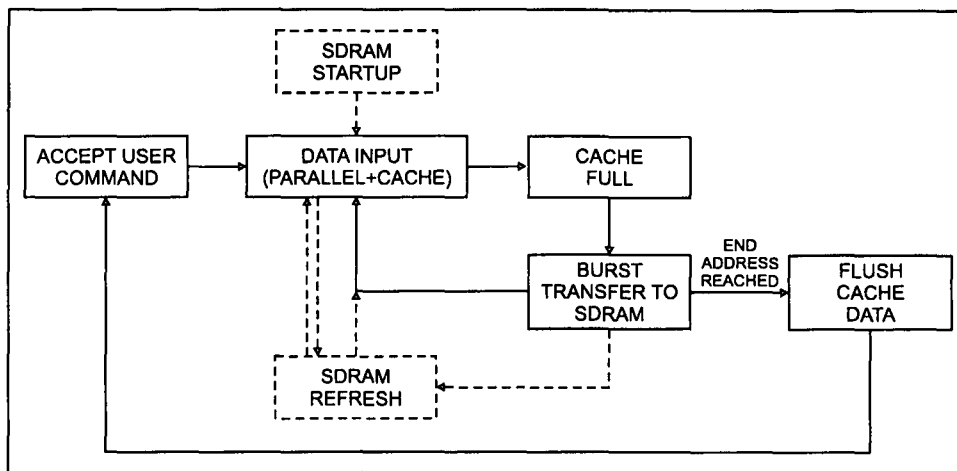 SDRAM
STARTUP
ACCEPT USER
COMMAND
DATA INPUT
(PARALLEL+CACHE)
CACHE
FULL
BURST
TRANSFER TO
SDRAM
END
ADDRESS
REACHED
FLUSH
CACHE
DATA
SDRAM
REFRESH